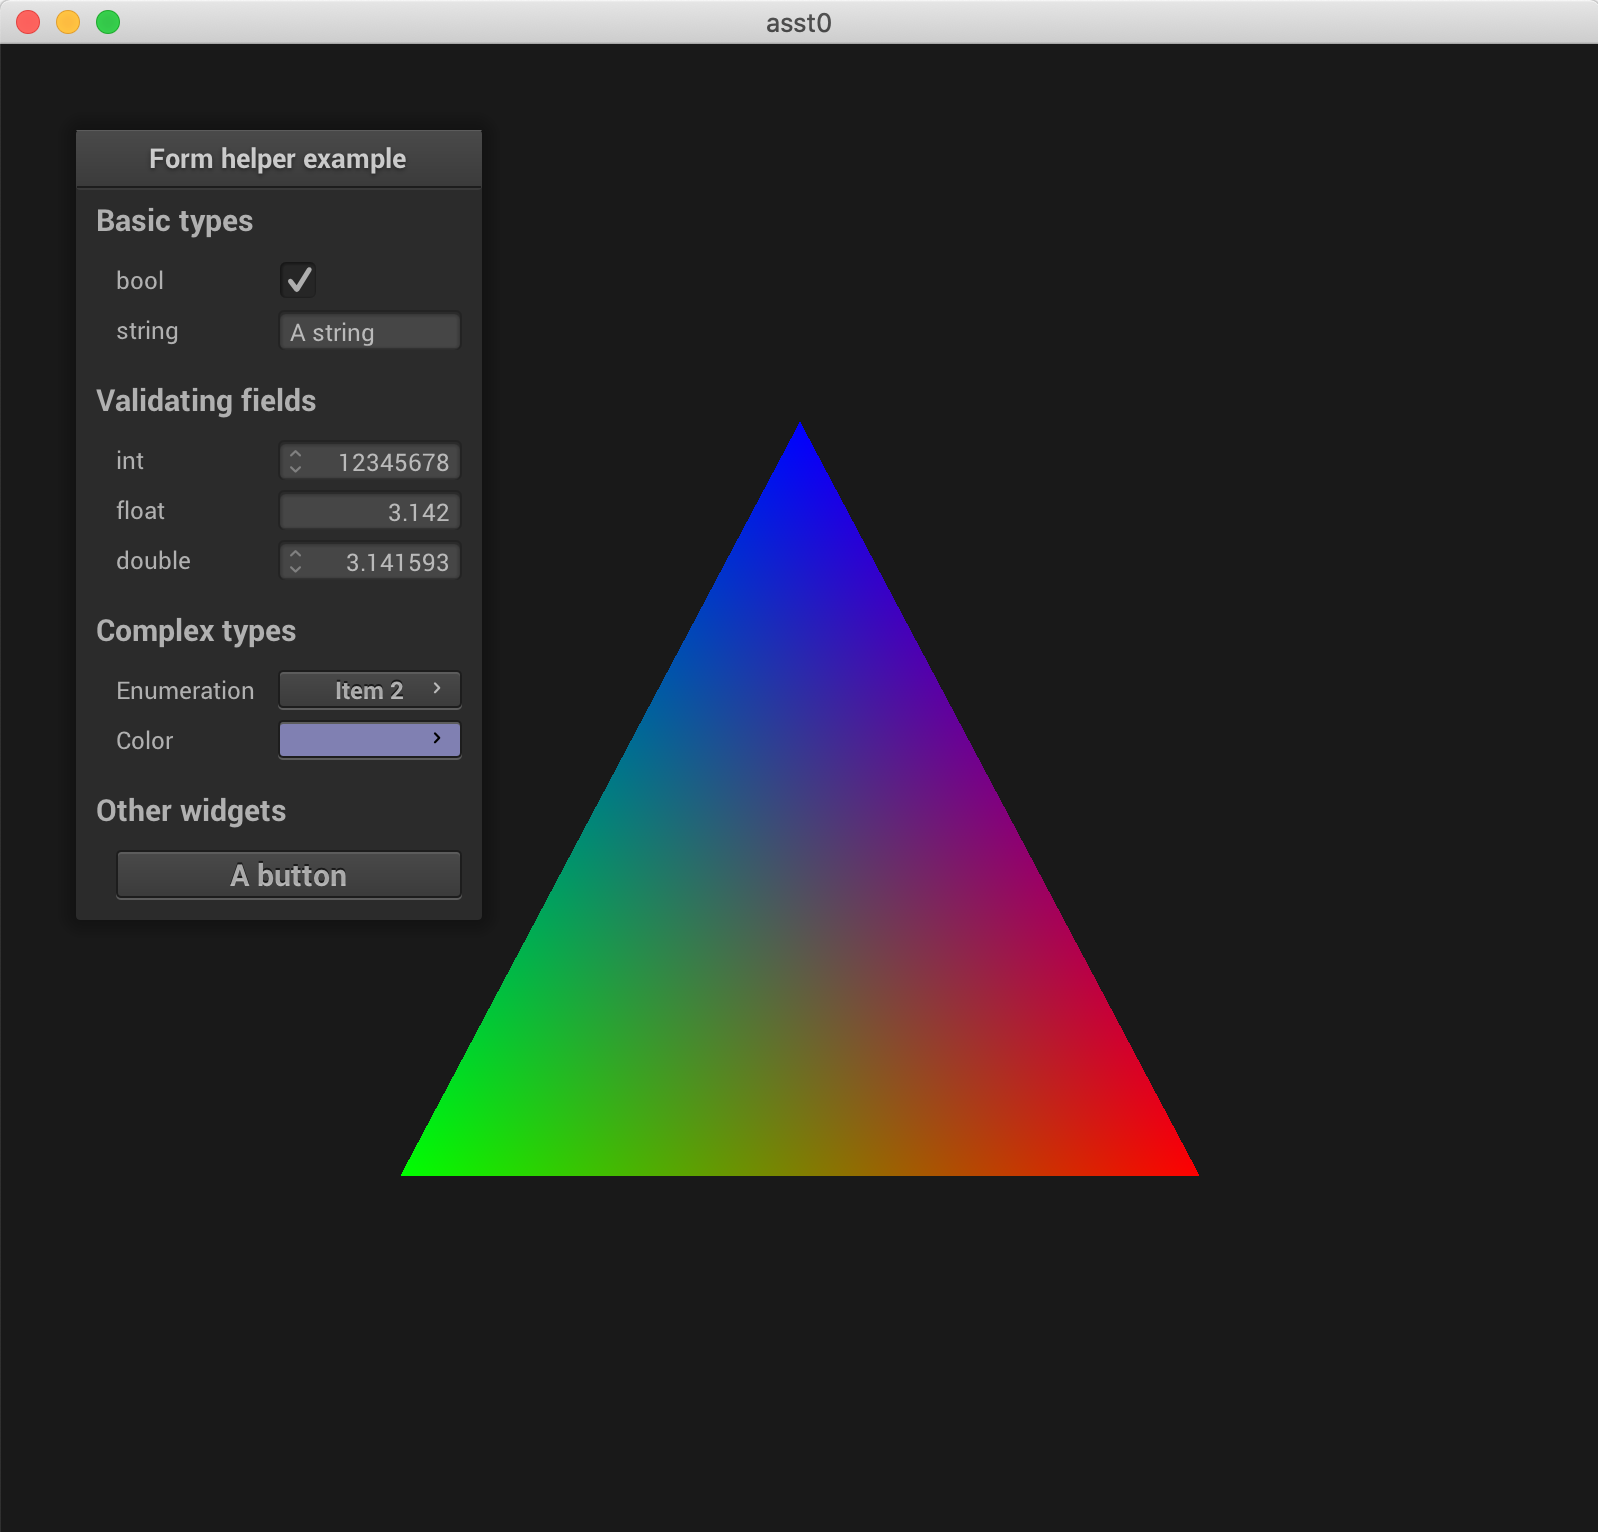 asst0
Form helper example
Basic types
bool
string A string
Validating fields
int 12345678
float 3.142
double 3.141593
Complex types
Enumeration Item 2
Color
Other widgets
A button